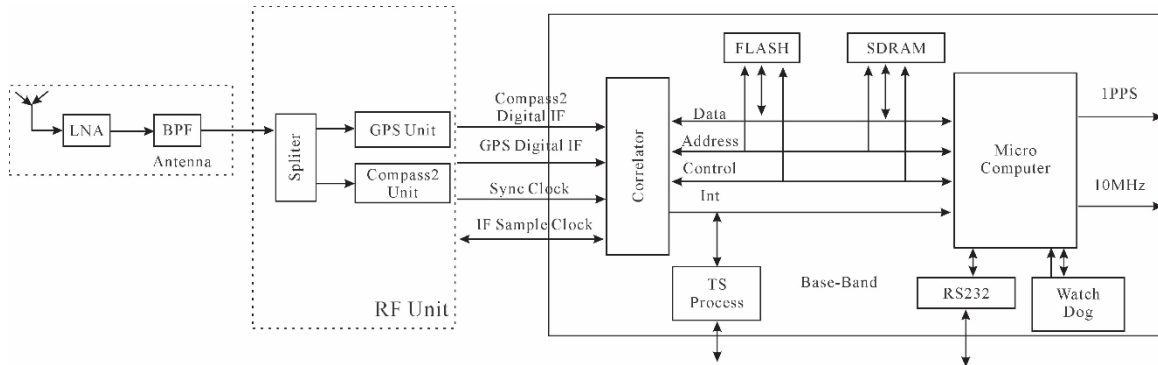 LNA
BPF
Antenna
Spliter
GPS Unit
Compass2
Unit
RF Unit
Compass2
Digital IF
GPS Digital IF
Sync Clock
IF Sample Clock
Correlator
FLASH
SDRAM
Data
Address
Control
Int
TS
Process
Base-Band
Micro
Computer
RS232
Watch
Dog
1PPS
10MHz